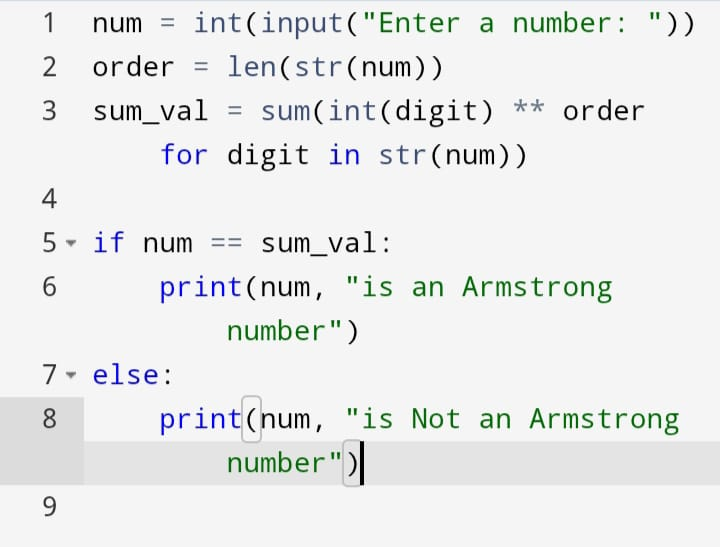 1 num = int(input("Enter a number: "))
2 order = len(str(num))
3 sum_val = sum(int(digit) ** order
for digit in str(num))
4
5 if num == sum_val:
6 print(num, "is an Armstrong
number")
7 else:
8 print(num, "is Not an Armstrong
number")
9